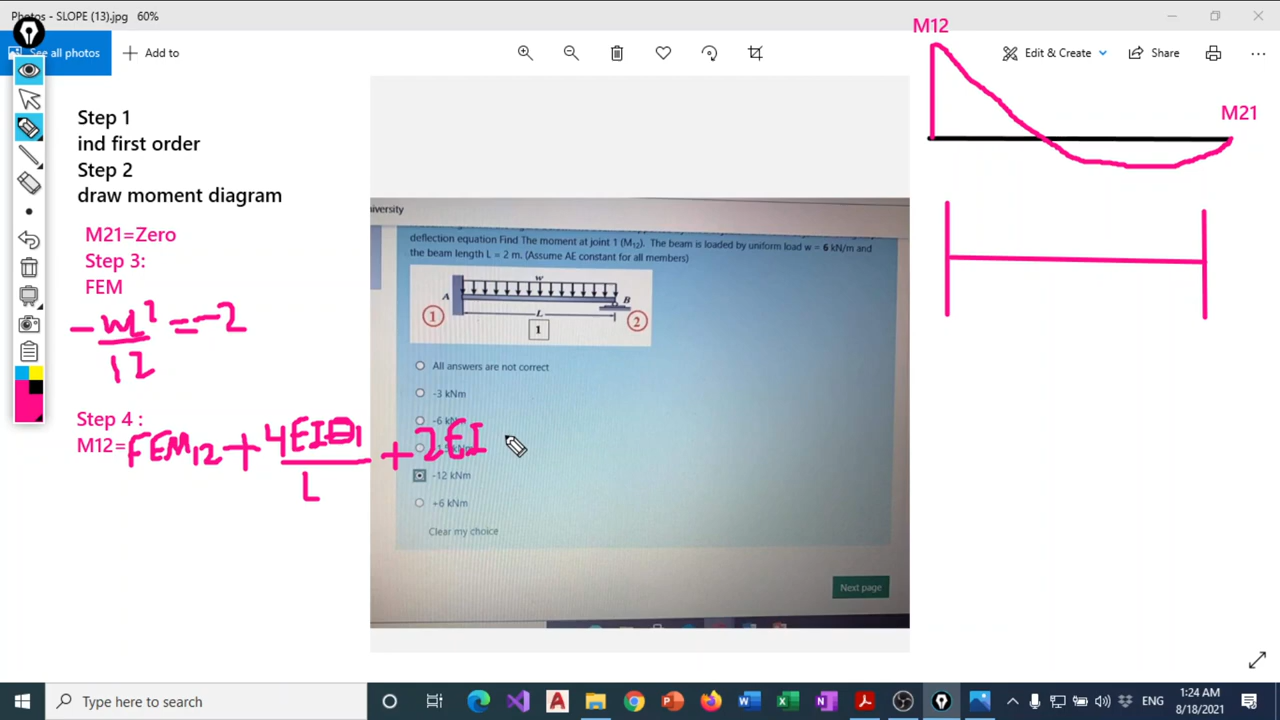 Photos - SLOPE (13).jpg 60%
See all photos
Add to
Edit & Create
Share
M12
M21
Step 1
ind first order
Step 2
draw moment diagram
M21=Zero
Step 3:
FEM
-wL²/12 =-2
Step 4 :
M12=FEM12+4EIθ1/L+2EI
iversity
deflection equation Find The moment at joint 1 (M12). The beam is loaded by uniform load w = 6 kN/m and
the beam length L = 2 m. (Assume AE constant for all members)
w
A
B
L
1
2
1
All answers are not correct
-3 kNm
-6 kNm
-12 kNm
+6 kNm
Clear my choice
Next page
Type here to search
ENG
1:24 AM
8/18/2021